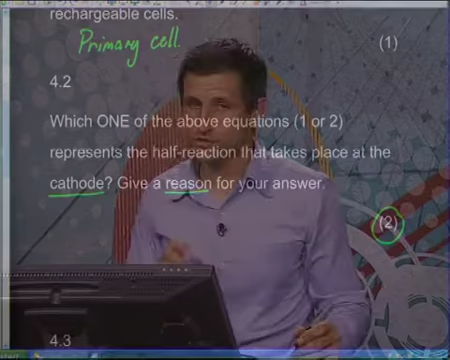 rechargeable cells.
Primary cell.
(1)
4.2
Which ONE of the above equations (1 or 2)
represents the half-reaction that takes place at the
cathode? Give a reason for your answer.
(2)
4.3